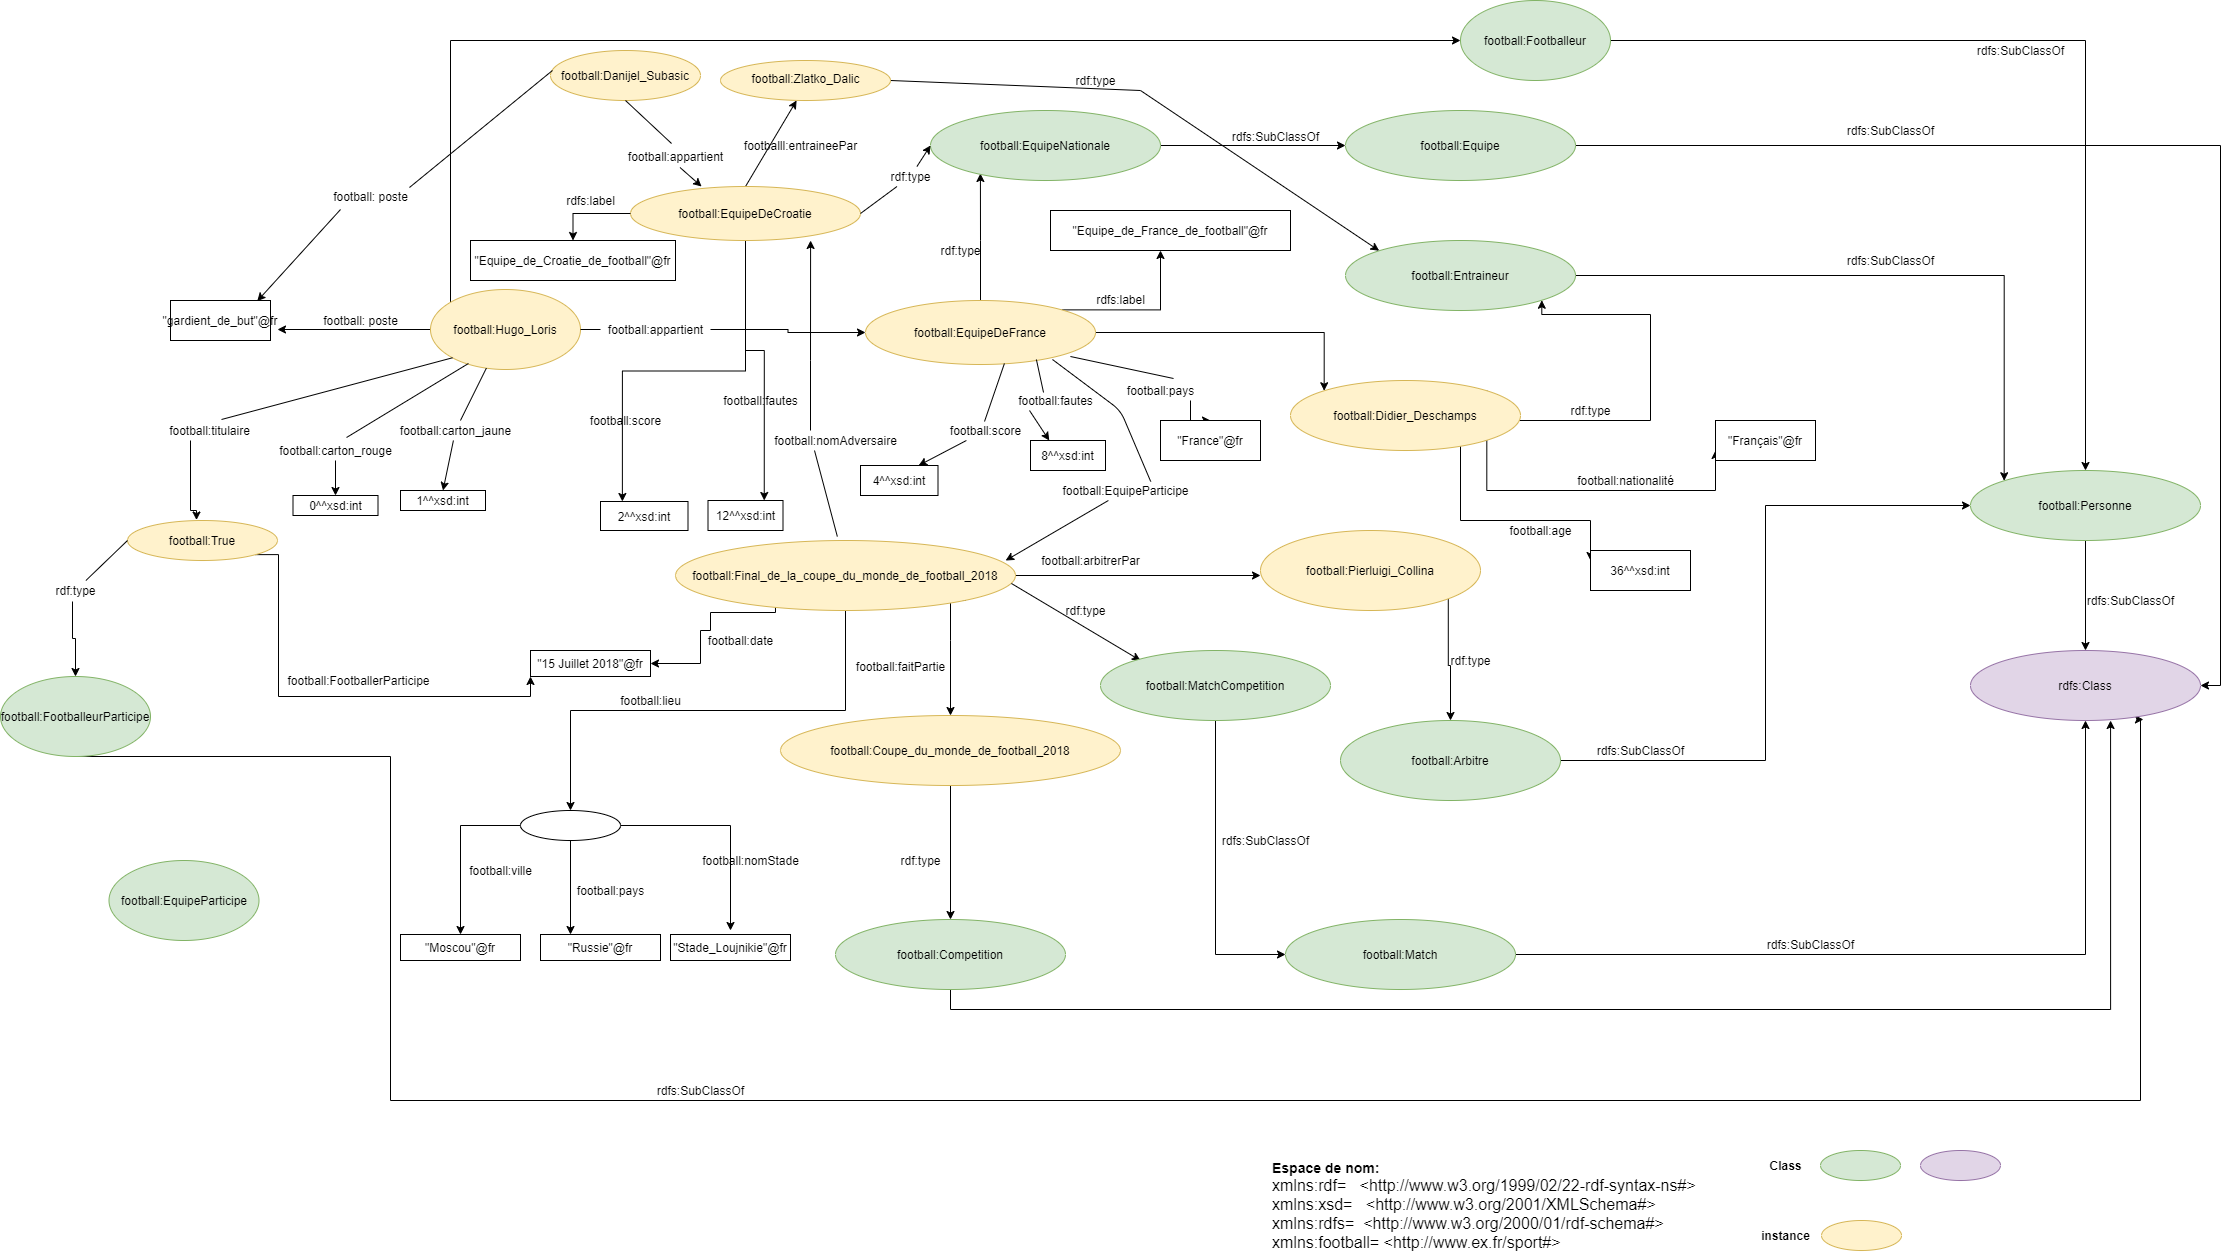 football:Footballeur
rdfs:SubClassOf
football:Danijel_Subasic
football:Zlatko_Dalic
rdf:type
football:EquipeNationale
rdfs:SubClassOf
football:Equipe
rdfs:SubClassOf
football:entraineePar
football:appartient
rdf:type
football: poste
rdfs:label
football:EquipeDeCroatie
"Equipe_de_Croatie_de_football"@fr
"Equipe_de_France_de_football"@fr
rdf:type
football:Entraineur
rdfs:SubClassOf
rdfs:label
"gardient_de_but"@fr
football: poste
football:Hugo_Loris
football:appartient
football:EquipeDeFrance
football:titulaire
football:carton_rouge
football:carton_jaune
football:score
football:fautes
football:nomAdversaire
football:score
football:fautes
football:pays
"France"@fr
football:Didier_Deschamps
rdf:type
"Français"@fr
football:nationalité
football:age
36^^xsd:int
8^^xsd:int
4^^xsd:int
football:EquipeParticipe
0^^xsd:int
1^^xsd:int
2^^xsd:int
12^^xsd:int
football:Personne
football:True
rdf:type
football:Final_de_la_coupe_du_monde_de_football_2018
football:arbitrerPar
football:Pierluigi_Collina
rdfs:SubClassOf
rdf:type
football:date
"15 Juillet 2018"@fr
football:faitPartie
football:FootballerParticipe
football:lieu
football:MatchCompetition
rdf:type
rdfs:Class
football:FootballeurParticipe
football:Coupe_du_monde_de_football_2018
football:Arbitre
rdfs:SubClassOf
rdfs:SubClassOf
rdf:type
football:ville
football:pays
football:nomStade
football:EquipeParticipe
"Moscou"@fr
"Russie"@fr
"Stade_Loujnikie"@fr
football:Competition
football:Match
rdfs:SubClassOf
rdfs:SubClassOf
Espace de nom:
xmlns:rdf= <http://www.w3.org/1999/02/22-rdf-syntax-ns#>
xmlns:xsd= <http://www.w3.org/2001/XMLSchema#>
xmlns:rdfs= <http://www.w3.org/2000/01/rdf-schema#>
xmlns:football= <http://www.ex.fr/sport#>
Class
instance